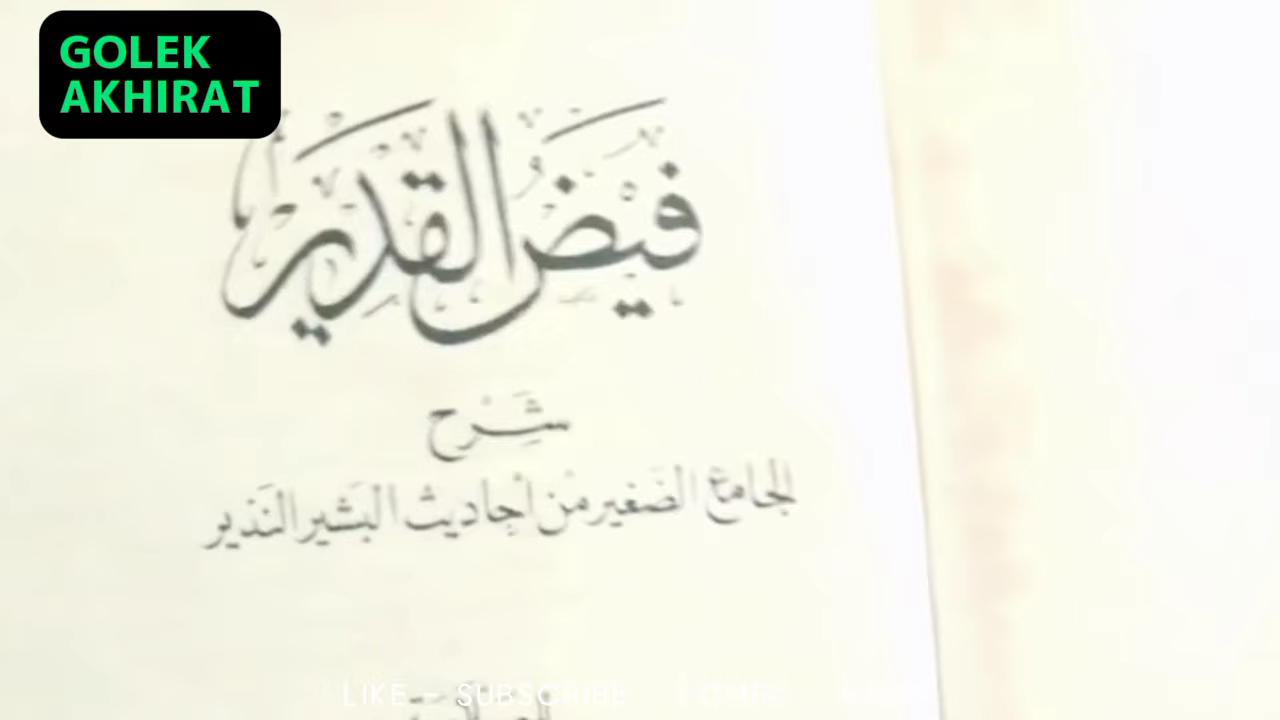 GOLEK
AKHIRAT
فيض القدير
شرح
الجامع الصغير من أحاديث البشير النذير
LIKE - SUBSCRIBE